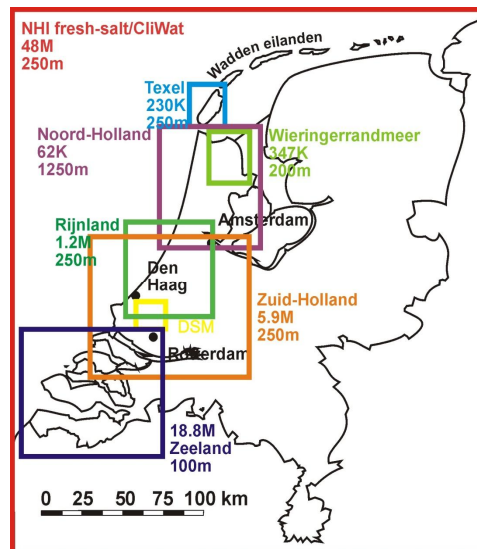 NHI fresh-salt/CliWat
48M
250m
Wadden eilanden
Texel
230K
250m
Noord-Holland
62K
1250m
Wieringerrandmeer
347K
200m
Amsterdam
Rijnland
1.2M
250m
Den
Haag
Zuid-Holland
5.9M
250m
DSM
Rotterdam
18.8M
Zeeland
100m
0 25 50 75 100 km